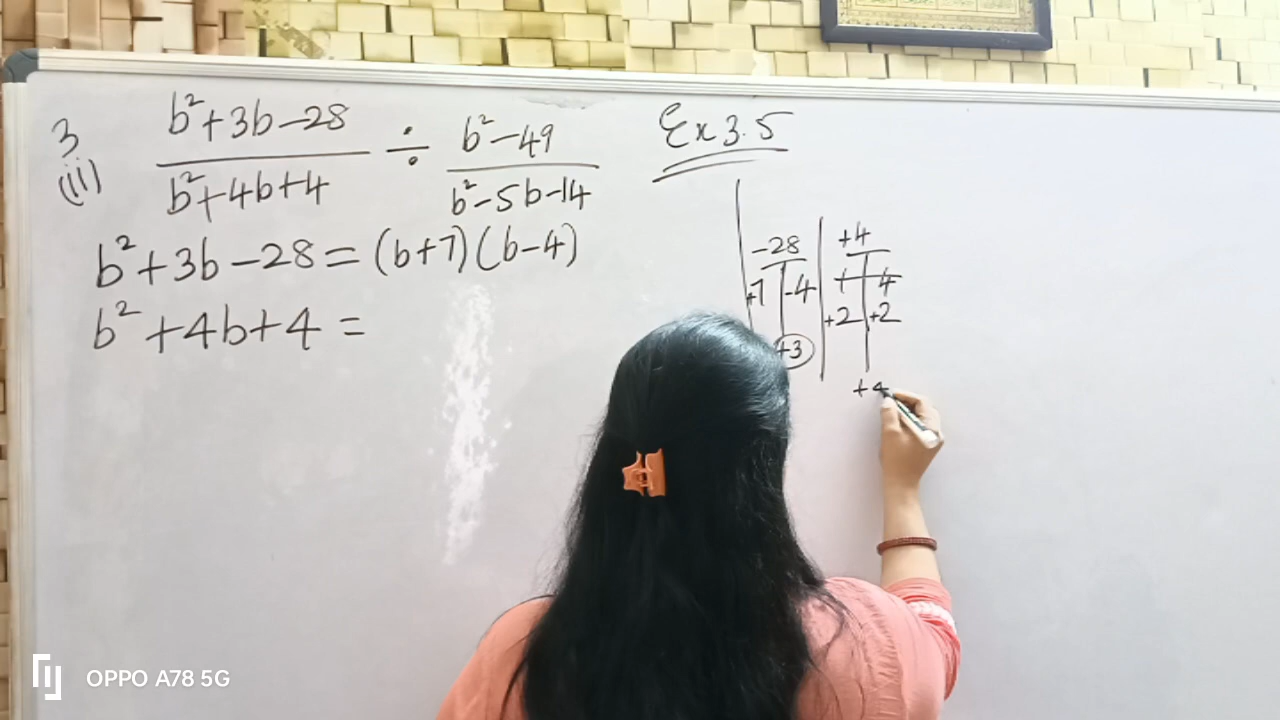 3
(ii)
b²+3b-28 ÷ b²-49
b²+4b+4 b²-5b-14
Ex 3.5
b²+3b-28=(b+7)(b-4)
b²+4b+4=
-28
+7 -4
+3
+4
1 4
+2 +2
+4
OPPO A78 5G